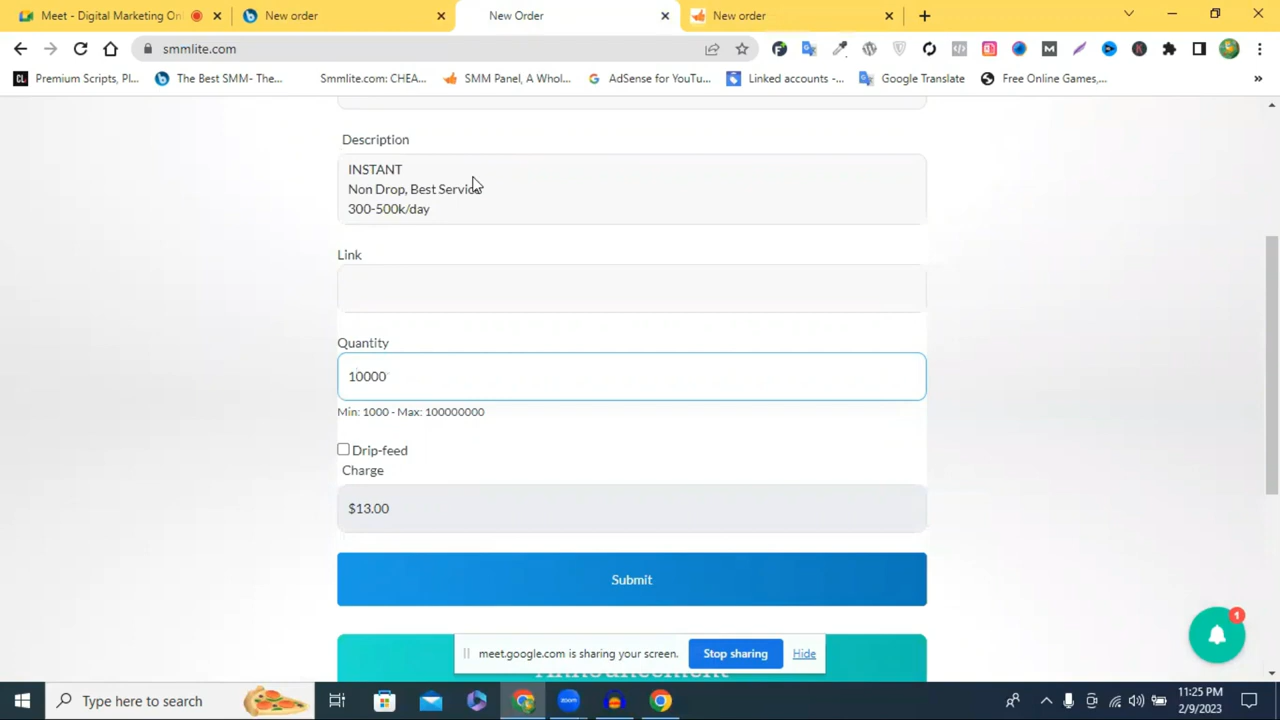 Meet - Digital Marketing Onl
New order
New Order
New order
smmlite.com
Premium Scripts, Pl...
The Best SMM- The...
Smmlite.com: CHEA...
SMM Panel, A Whol...
AdSense for YouTu...
Linked accounts -...
Google Translate
Free Online Games,...
Description
INSTANT
Non Drop, Best Service
300-500k/day
Link
Quantity
10000
Min: 1000 - Max: 100000000
Drip-feed
Charge
$13.00
Submit
1
meet.google.com is sharing your screen.
Stop sharing
Hide
Announcement
Type here to search
11:25 PM
2/9/2023